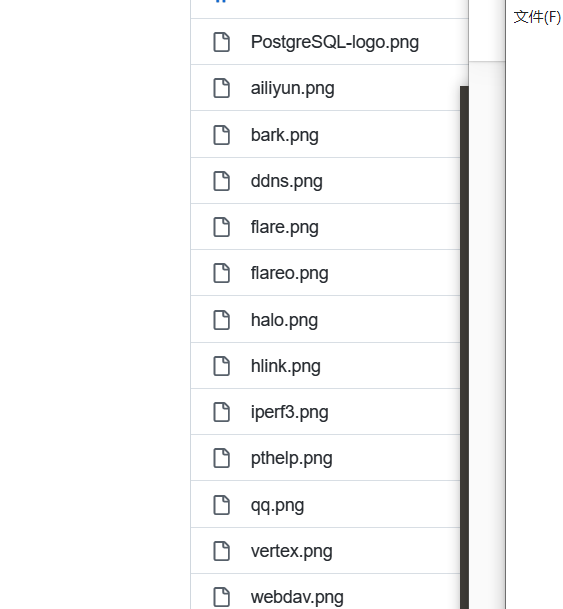 文件(F)
PostgreSQL-logo.png
ailiyun.png
bark.png
ddns.png
flare.png
flareo.png
halo.png
hlink.png
iperf3.png
pthelp.png
qq.png
vertex.png
webdav.png